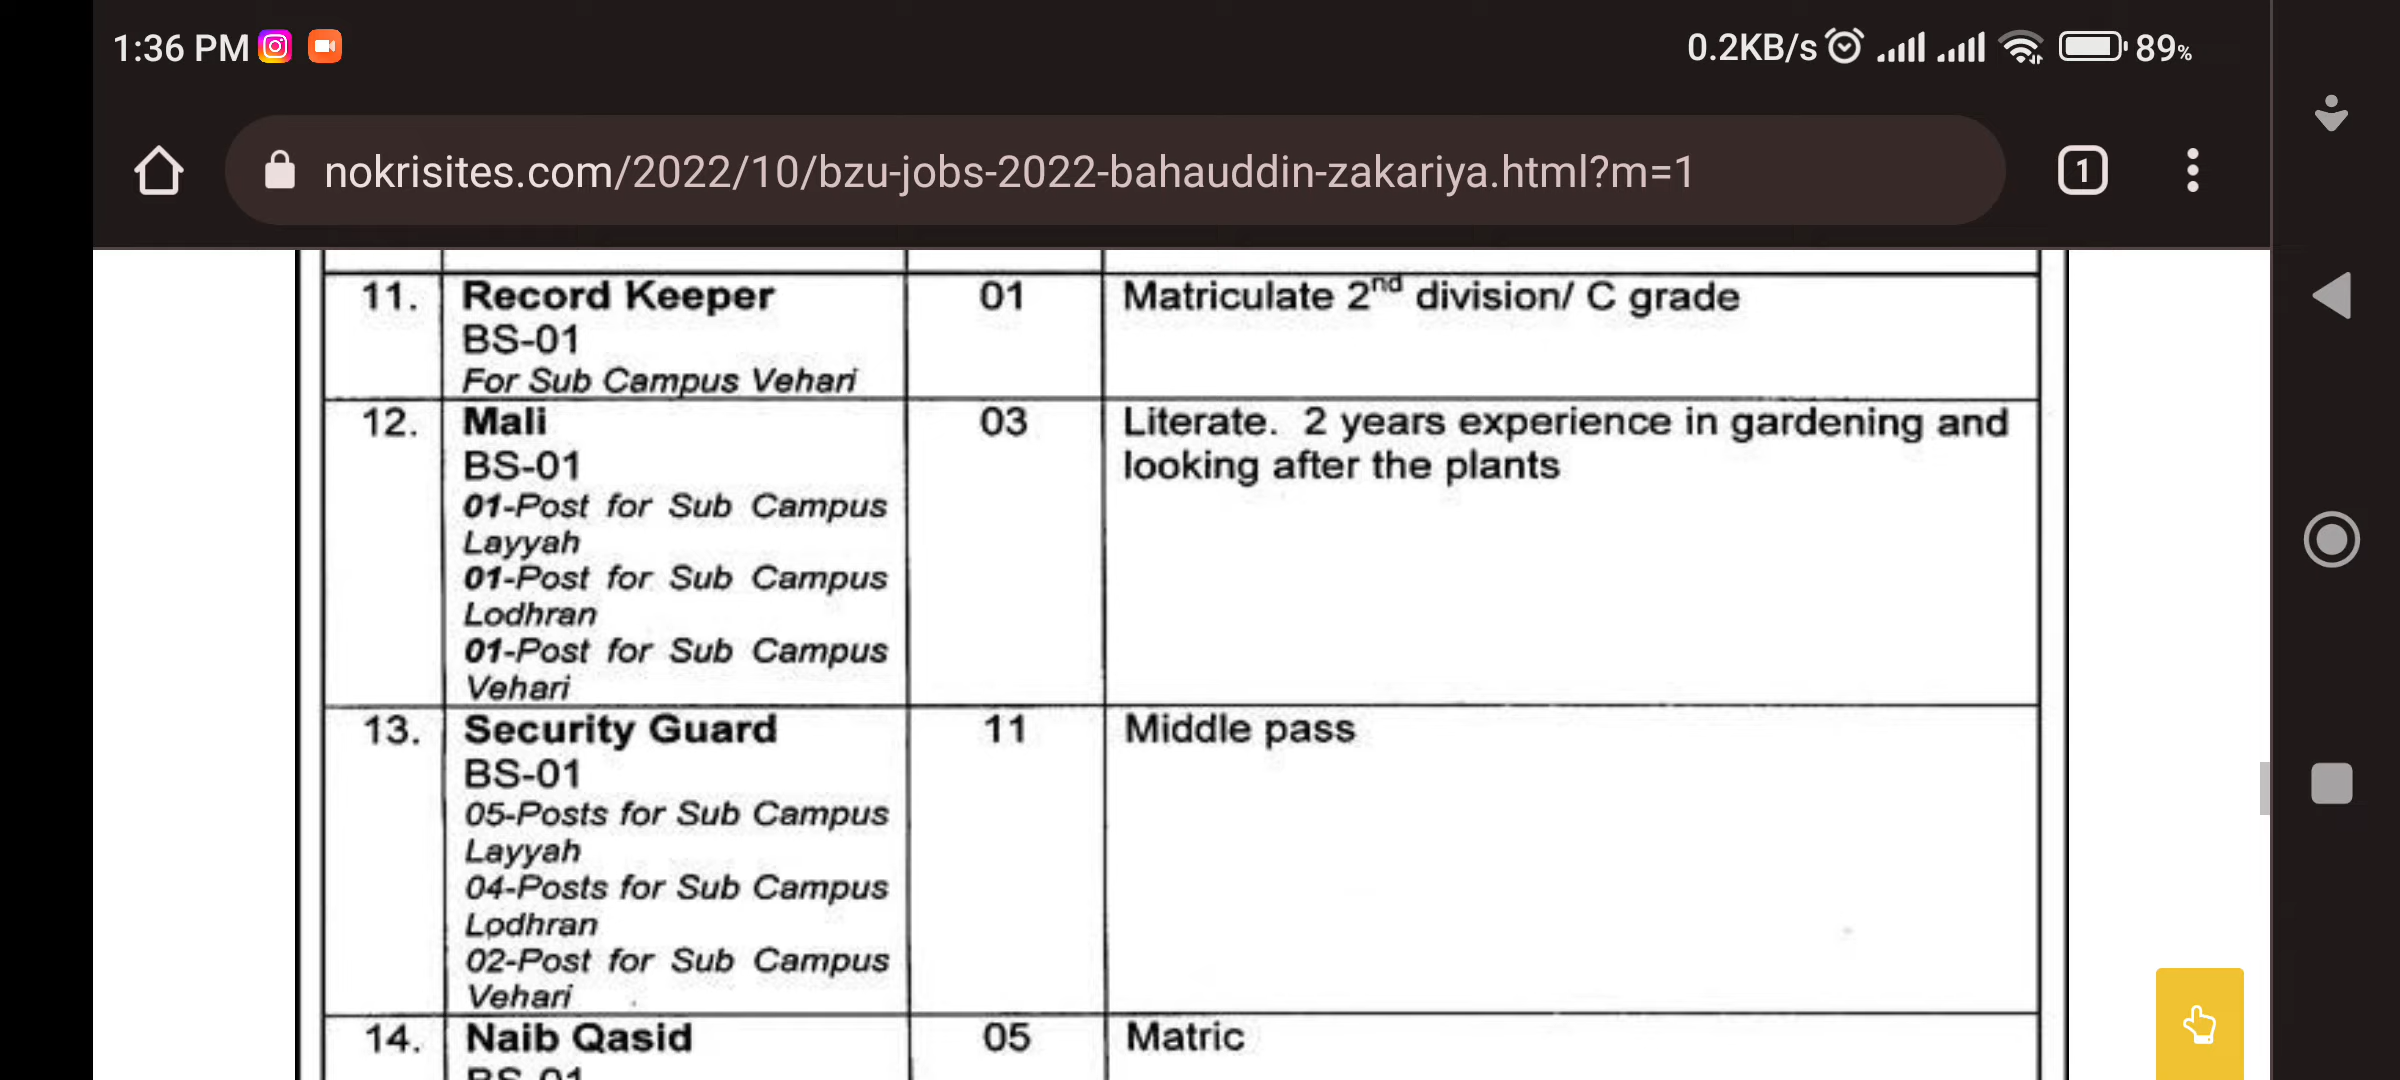 1:36 PM 0.2KB/s 89%
nokrisites.com/2022/10/bzu-jobs-2022-bahauddin-zakariya.html?m=1 1
11. Record Keeper 01 Matriculate 2nd division/ C grade
BS-01
For Sub Campus Vehari
12. Mali 03 Literate. 2 years experience in gardening and
BS-01 looking after the plants
01-Post for Sub Campus
Layyah
01-Post for Sub Campus
Lodhran
01-Post for Sub Campus
Vehari
13. Security Guard 11 Middle pass
BS-01
05-Posts for Sub Campus
Layyah
04-Posts for Sub Campus
Lodhran
02-Post for Sub Campus
Vehari
14. Naib Qasid 05 Matric
BS-01